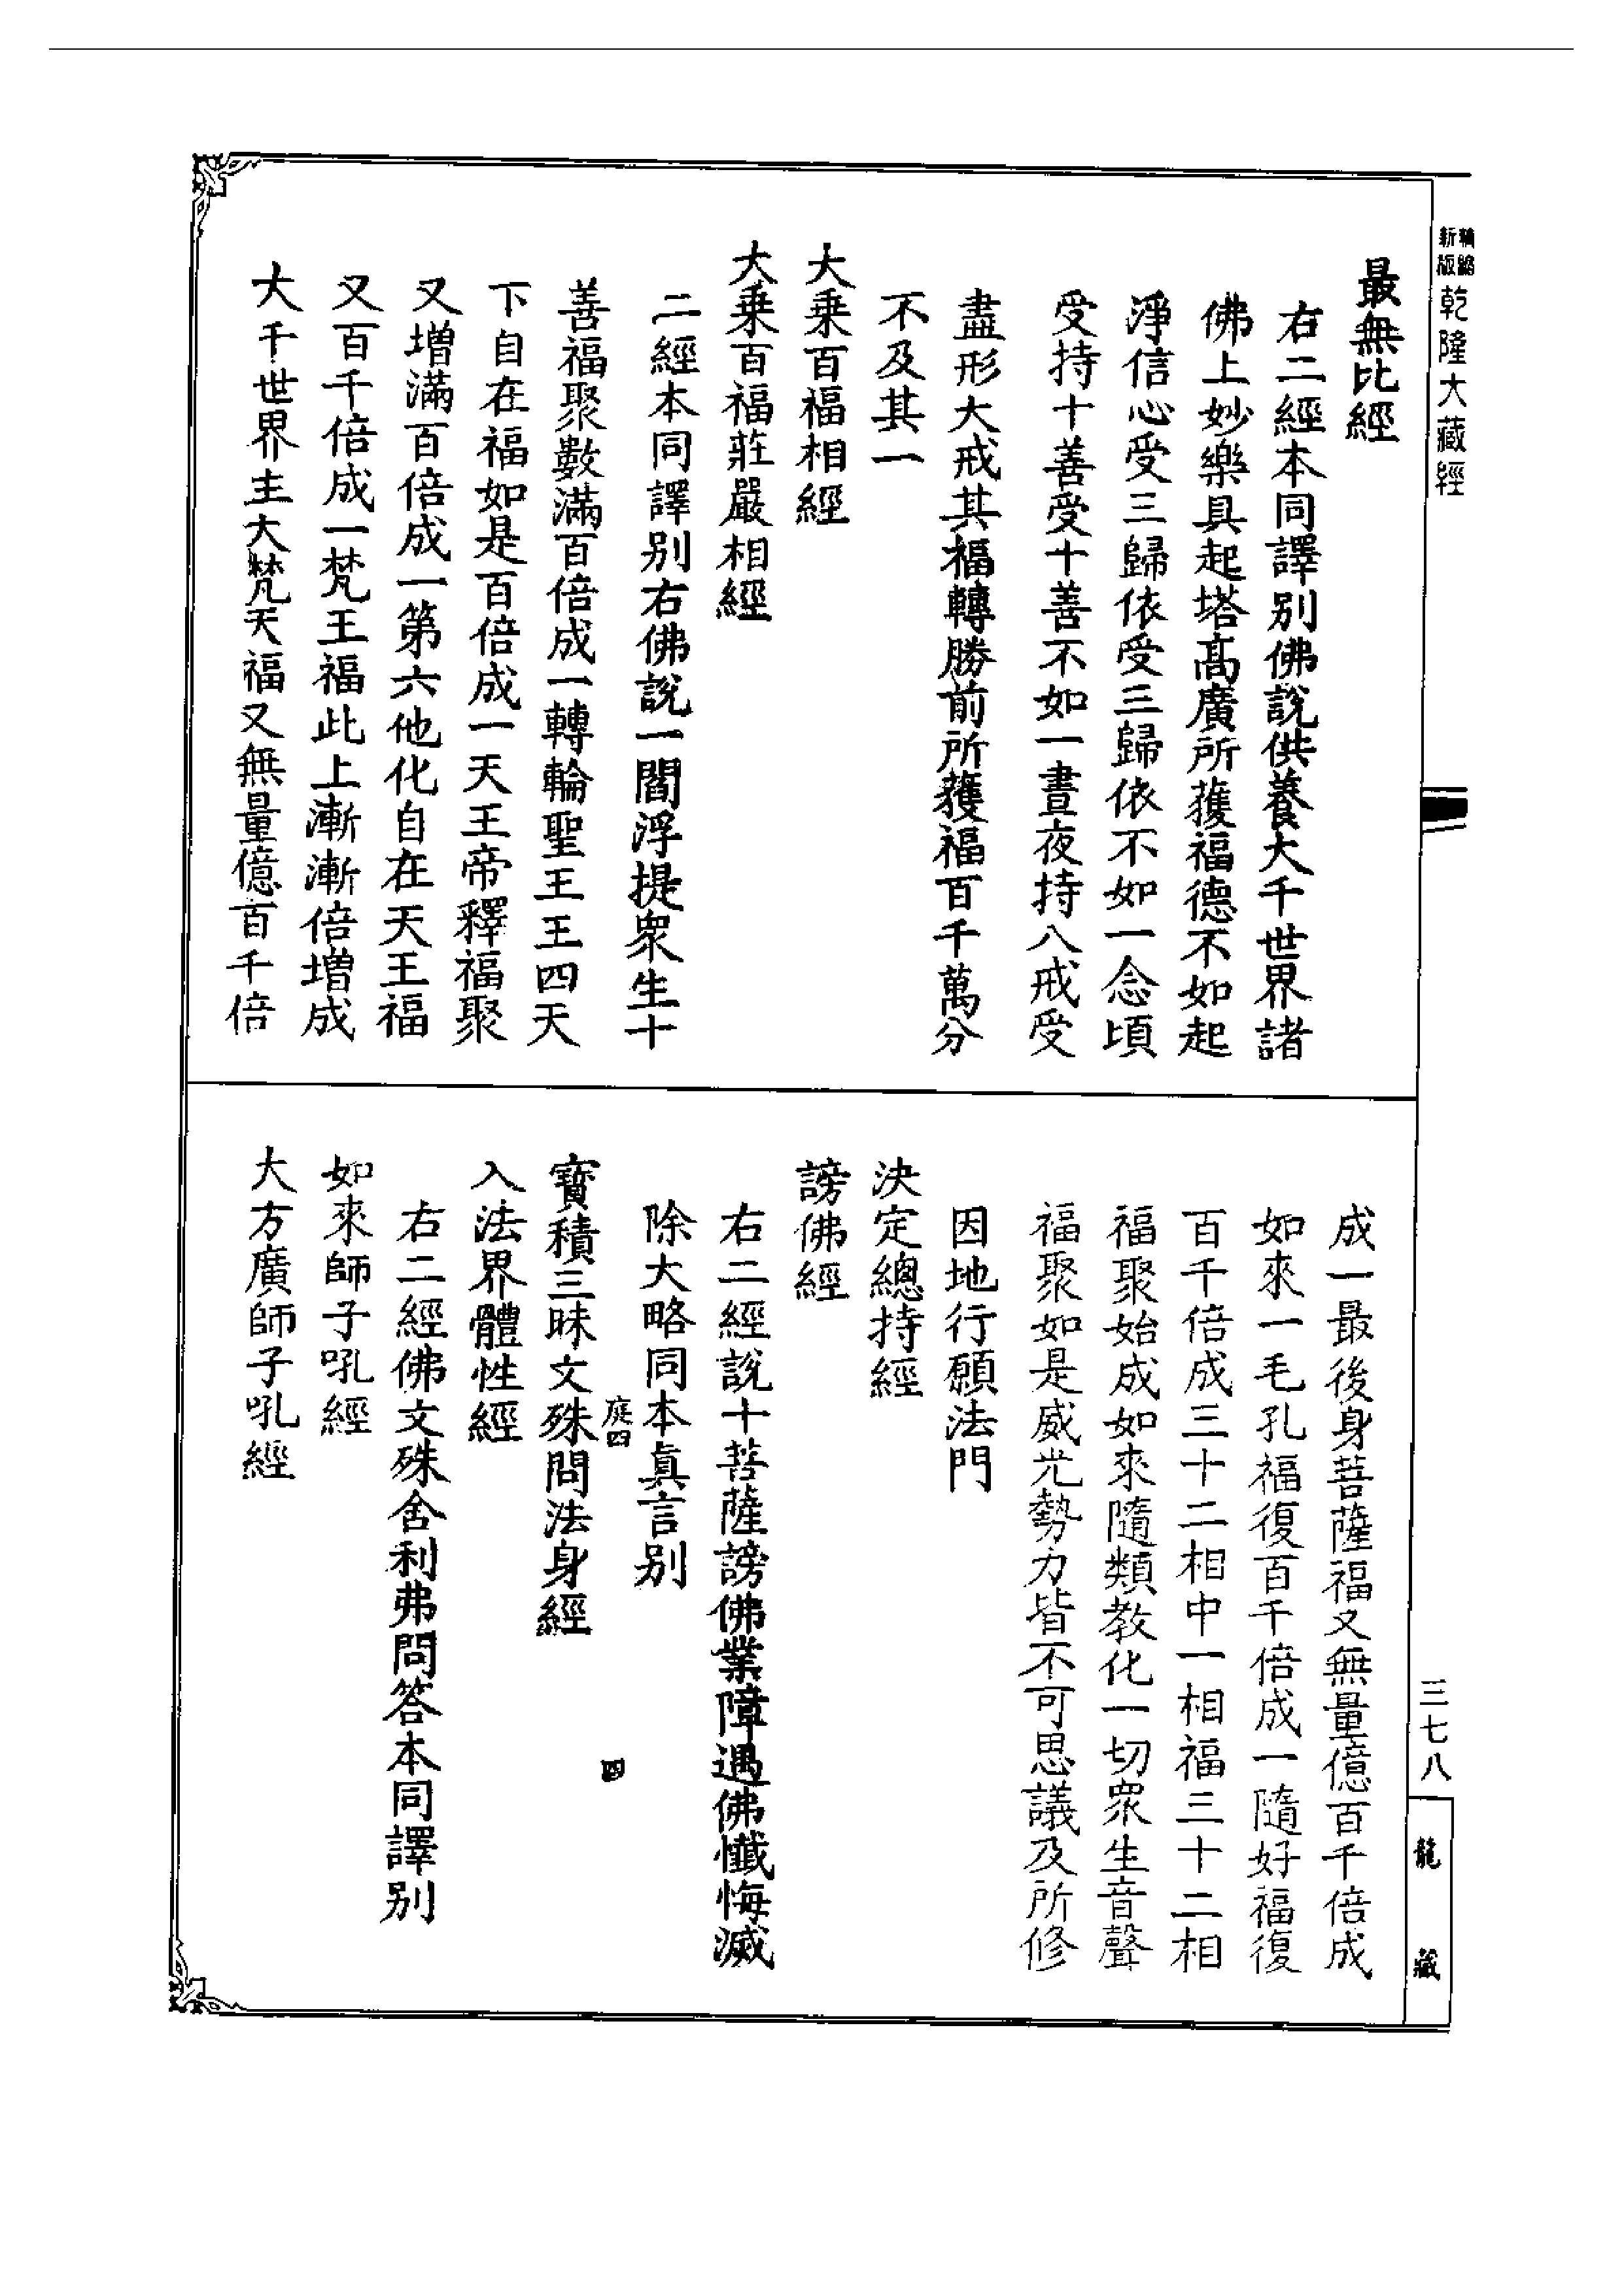 精縮
新版
乾隆大藏經
最無比經
右二經本同譯別佛說供養大千世界諸
佛上妙樂具起塔高廣所獲福德不如起
淨信心受三歸依受三歸依不如一念頃
受持十善受十善不如一晝夜持八戒受
盡形大戒其福轉勝前所獲福百千萬分
不及其一
大乘百福相經
大乘百福莊嚴相經
二經本同譯別右佛說一閻浮提眾生十
善福聚數滿百倍成一轉輪聖王王四天
下自在福如是百倍成一天王帝釋福聚
又增滿百倍成一第六他化自在天王福
又百千倍成一梵王福此上漸漸倍增成
大千世界主大梵天福又無量億百千倍
成一最後身菩薩福又無量億百千倍成
如來一毛孔福復百千倍成一隨好福復
百千倍成三十二相中一相福三十二相
福聚始成如來隨類教化一切眾生音聲
福聚如是威光勢力皆不可思議及所修
因地行願法門
決定總持經
謗佛經
右二經說十菩薩謗佛業障遇佛懺悔滅
除大略同本眞言別
庭四
四
寶積三昧文殊問法身經
入法界體性經
右二經佛文殊舍利弗問答本同譯別
如來師子吼經
大方廣師子吼經
三七八
龍藏